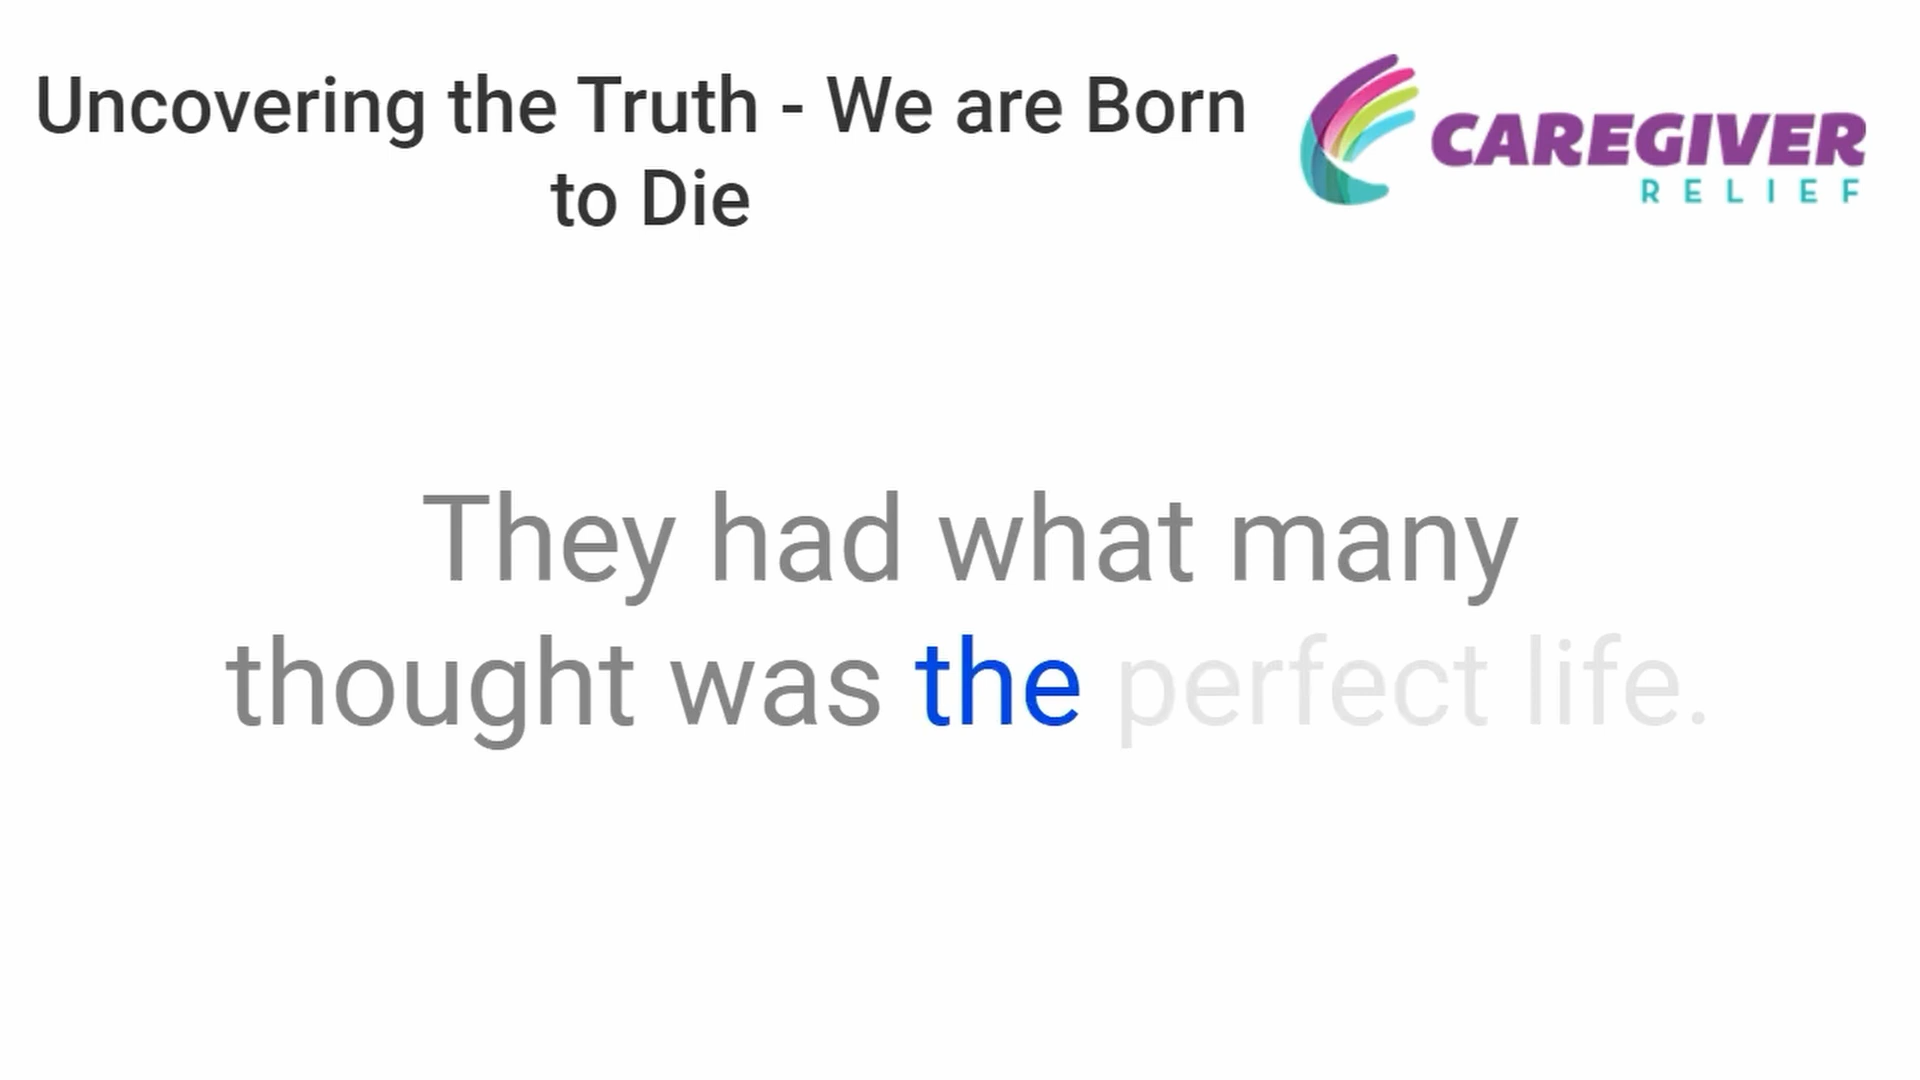 Uncovering the Truth - We are Born
to Die
CAREGIVER
RELIEF
They had what many
thought was the perfect life.